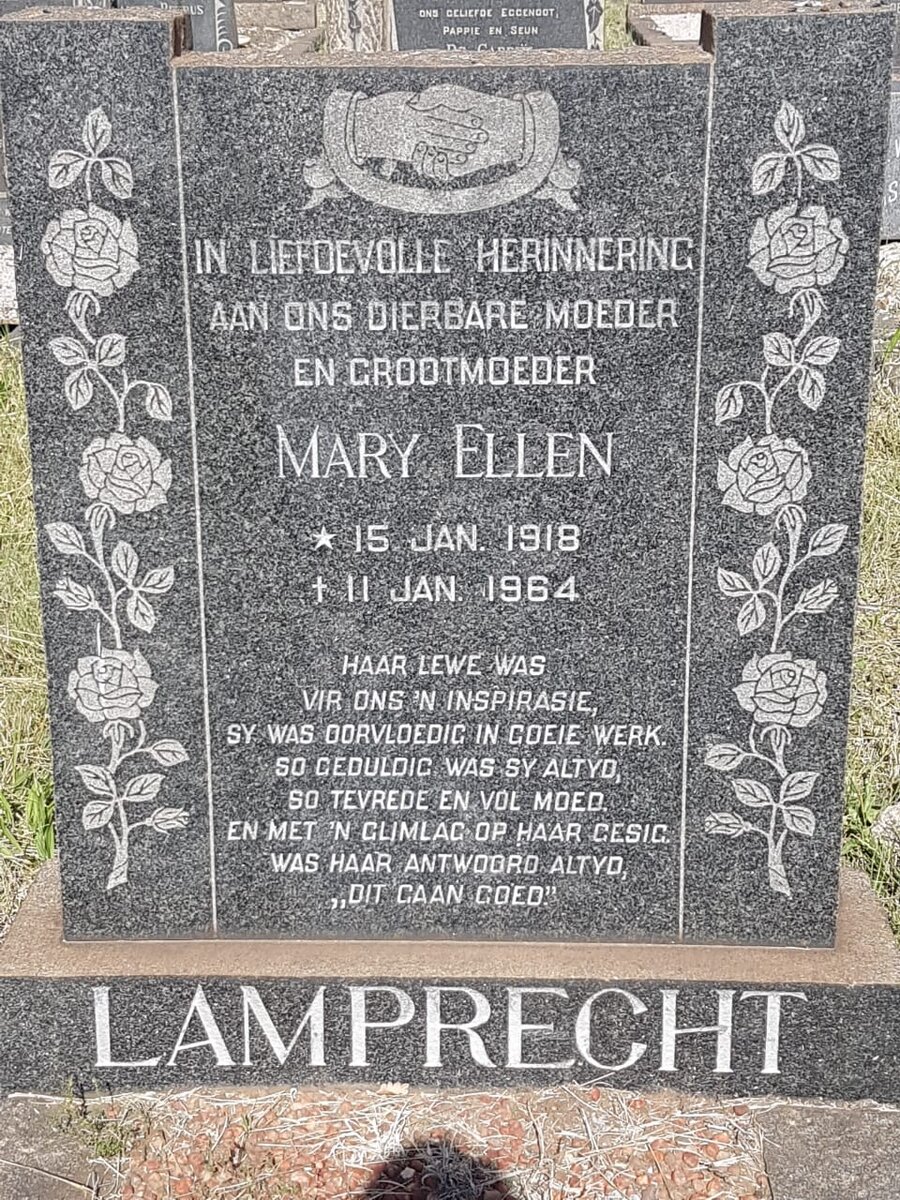 ONS GELIEFDE EGGENOOT,
PAPPIE EN SEUN
IN LIEFDEVOLLE HERINNERING
AAN ONS DIERBARE MOEDER
EN GROOTMOEDER
MARY ELLEN
★ 15 JAN. 1918
† 11 JAN. 1964
HAAR LEWE WAS
VIR ONS 'N INSPIRASIE,
SY WAS OORVLOEDIG IN GOEIE WERK.
SO GEDULDIG WAS SY ALTYD,
SO TEVREDE EN VOL MOED.
EN MET 'N GLIMLAG OP HAAR GESIG.
WAS HAAR ANTWOORD ALTYD,
„DIT GAAN GOED."
LAMPRECHT